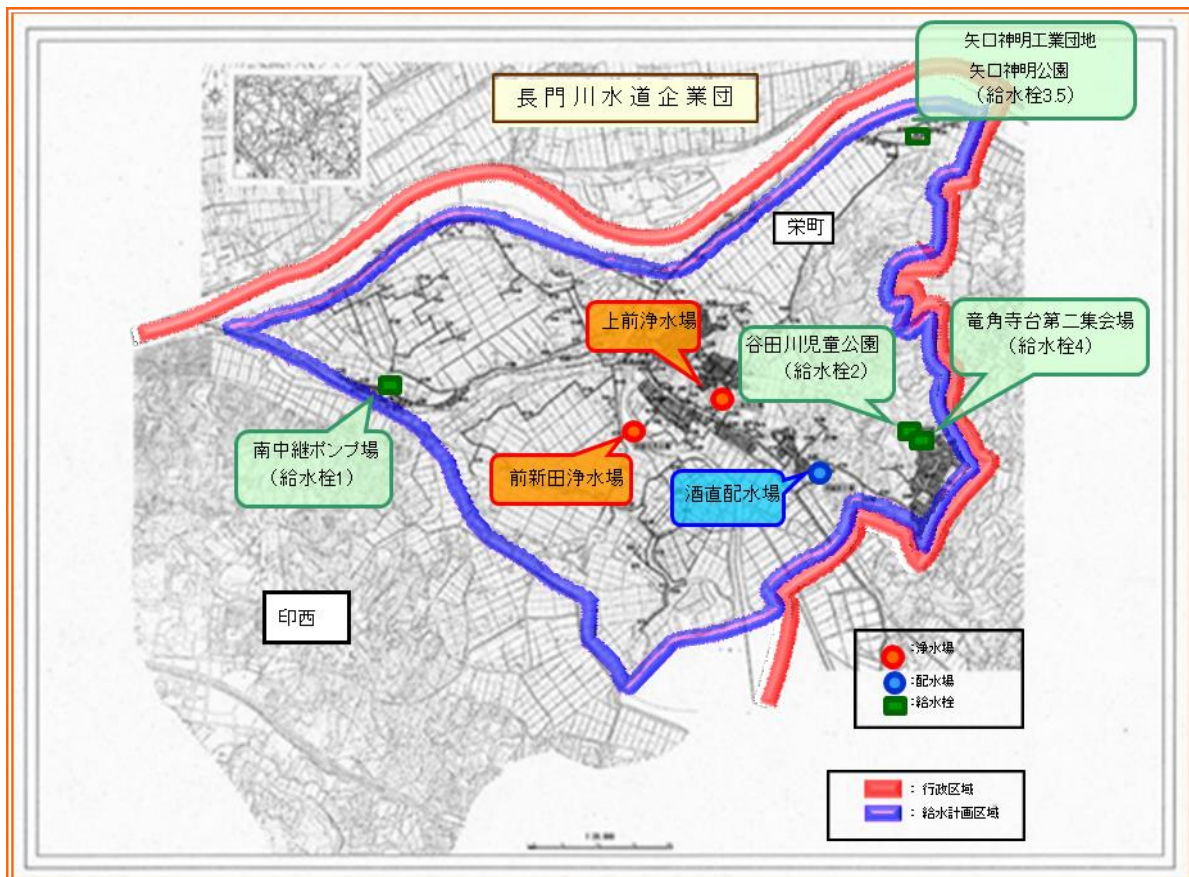 長門川水道企業団
矢口神明工業団地
矢口神明公園
(給水栓3.5)
栄町
上前浄水場
谷田川児童公園
(給水栓2)
竜角寺台第二集会場
(給水栓4)
南中継ポンプ場
(給水栓1)
前新田浄水場
酒直配水場
印西
:浄水場
:配水場
:給水栓
: 行政区域
: 給水計画区域